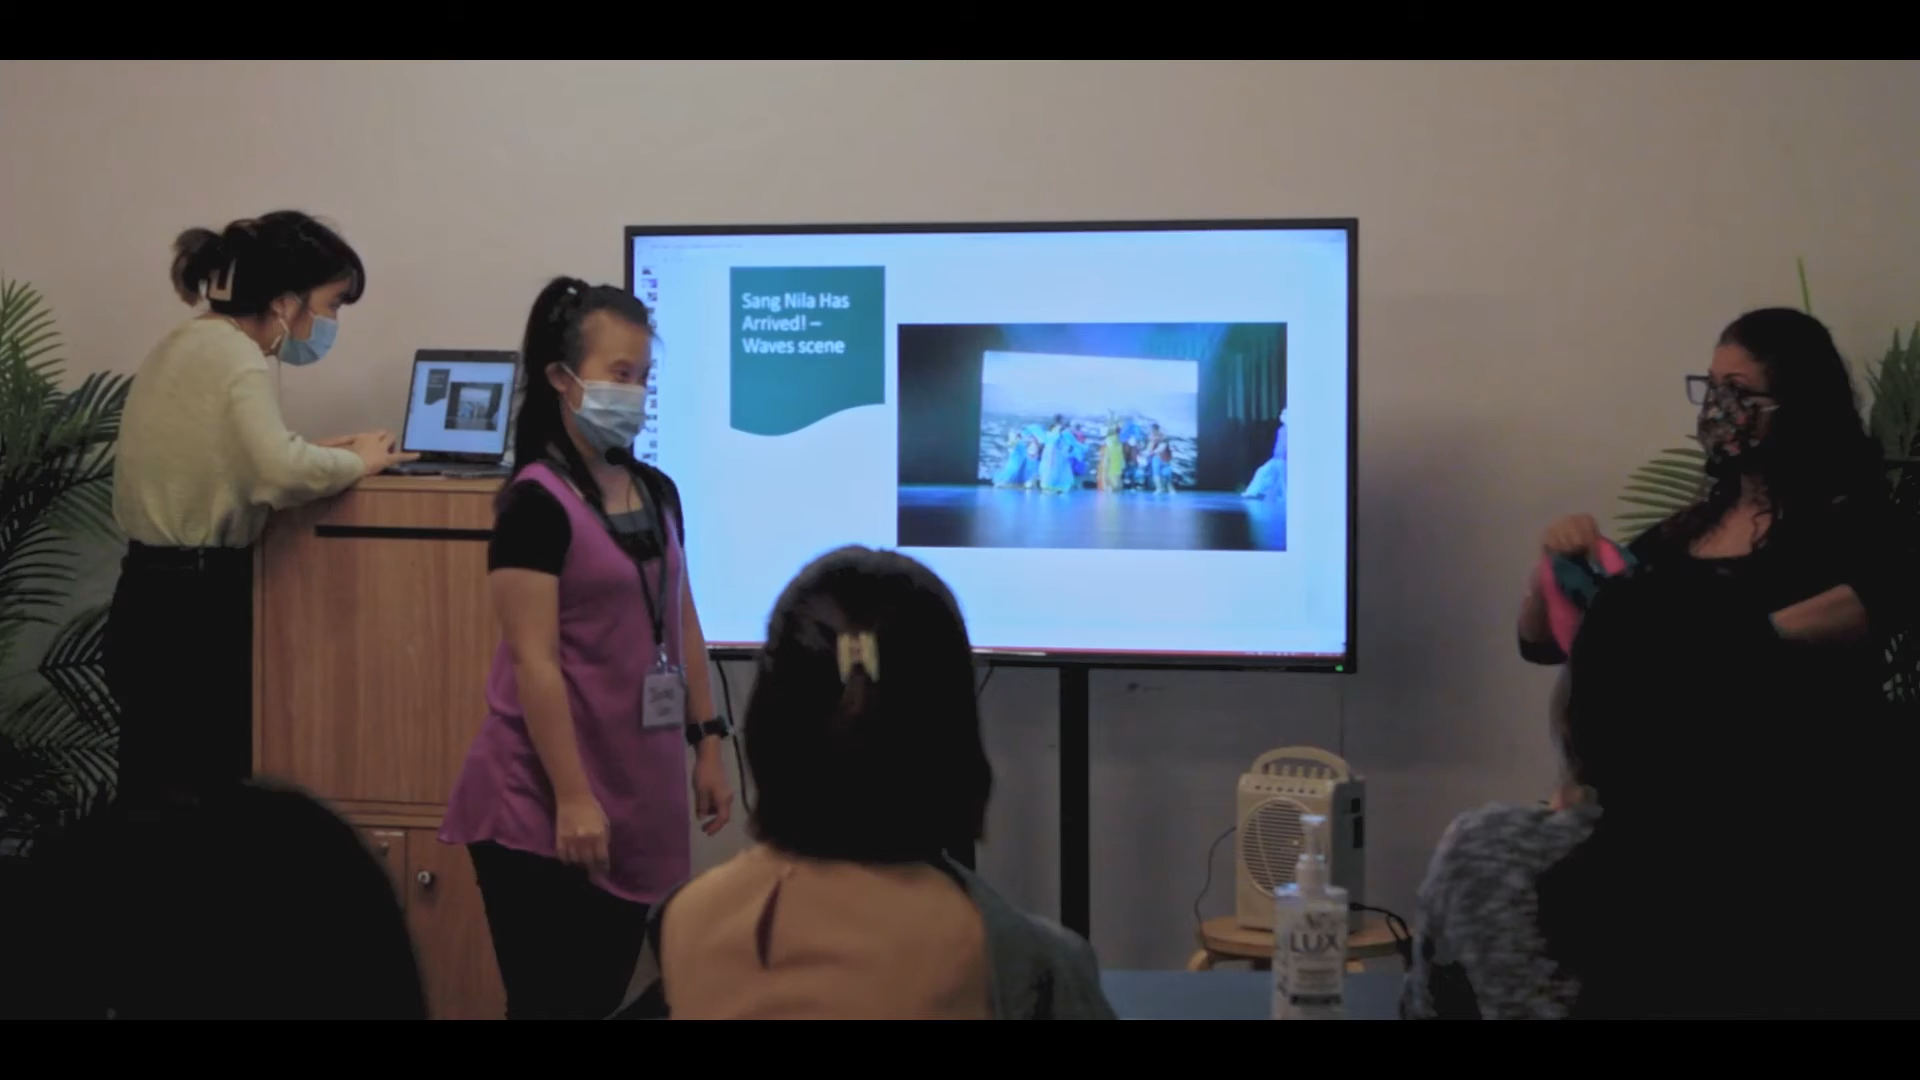 Sang Nila Has
Arrived! –
Waves scene
LUX